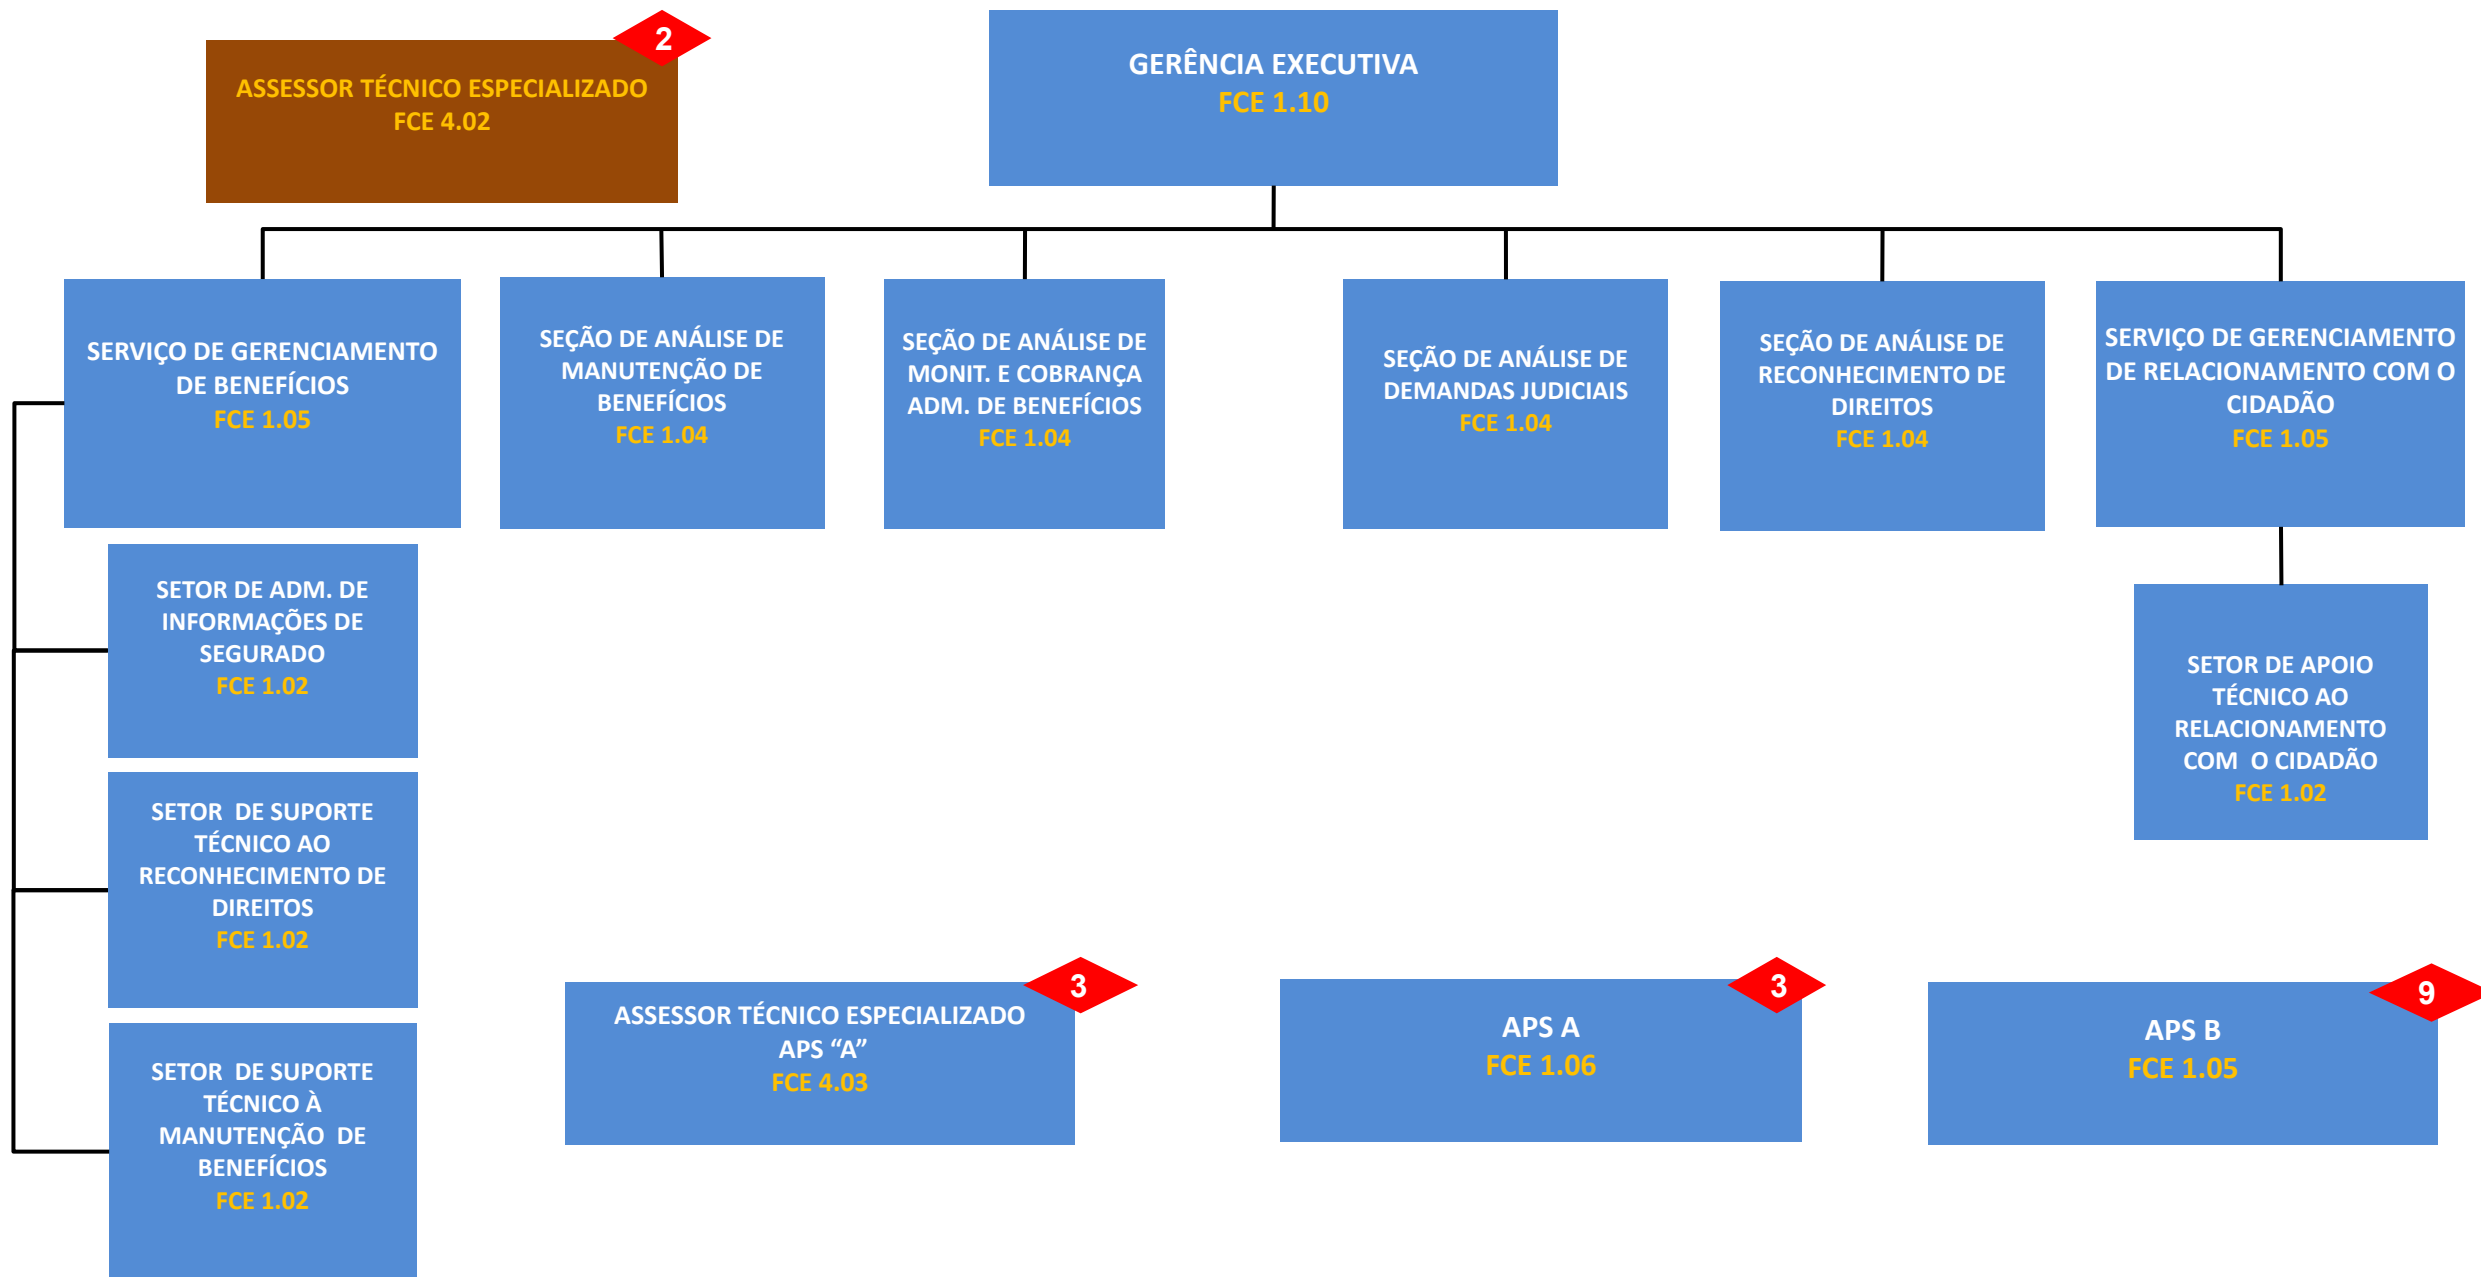 2
ASSESSOR TÉCNICO ESPECIALIZADO
FCE 4.02
GERÊNCIA EXECUTIVA
FCE 1.10
SERVIÇO DE GERENCIAMENTO
DE BENEFÍCIOS
FCE 1.05
SEÇÃO DE ANÁLISE DE
MANUTENÇÃO DE
BENEFÍCIOS
FCE 1.04
SEÇÃO DE ANÁLISE DE
MONIT. E COBRANÇA
ADM. DE BENEFÍCIOS
FCE 1.04
SEÇÃO DE ANÁLISE DE
DEMANDAS JUDICIAIS
FCE 1.04
SEÇÃO DE ANÁLISE DE
RECONHECIMENTO DE
DIREITOS
FCE 1.04
SERVIÇO DE GERENCIAMENTO
DE RELACIONAMENTO COM O
CIDADÃO
FCE 1.05
SETOR DE ADM. DE
INFORMAÇÕES DE
SEGURADO
FCE 1.02
SETOR DE APOIO
TÉCNICO AO
RELACIONAMENTO
COM O CIDADÃO
FCE 1.02
SETOR DE SUPORTE
TÉCNICO AO
RECONHECIMENTO DE
DIREITOS
FCE 1.02
SETOR DE SUPORTE
TÉCNICO À
MANUTENÇÃO DE
BENEFÍCIOS
FCE 1.02
3
ASSESSOR TÉCNICO ESPECIALIZADO
APS “A”
FCE 4.03
3
APS A
FCE 1.06
9
APS B
FCE 1.05